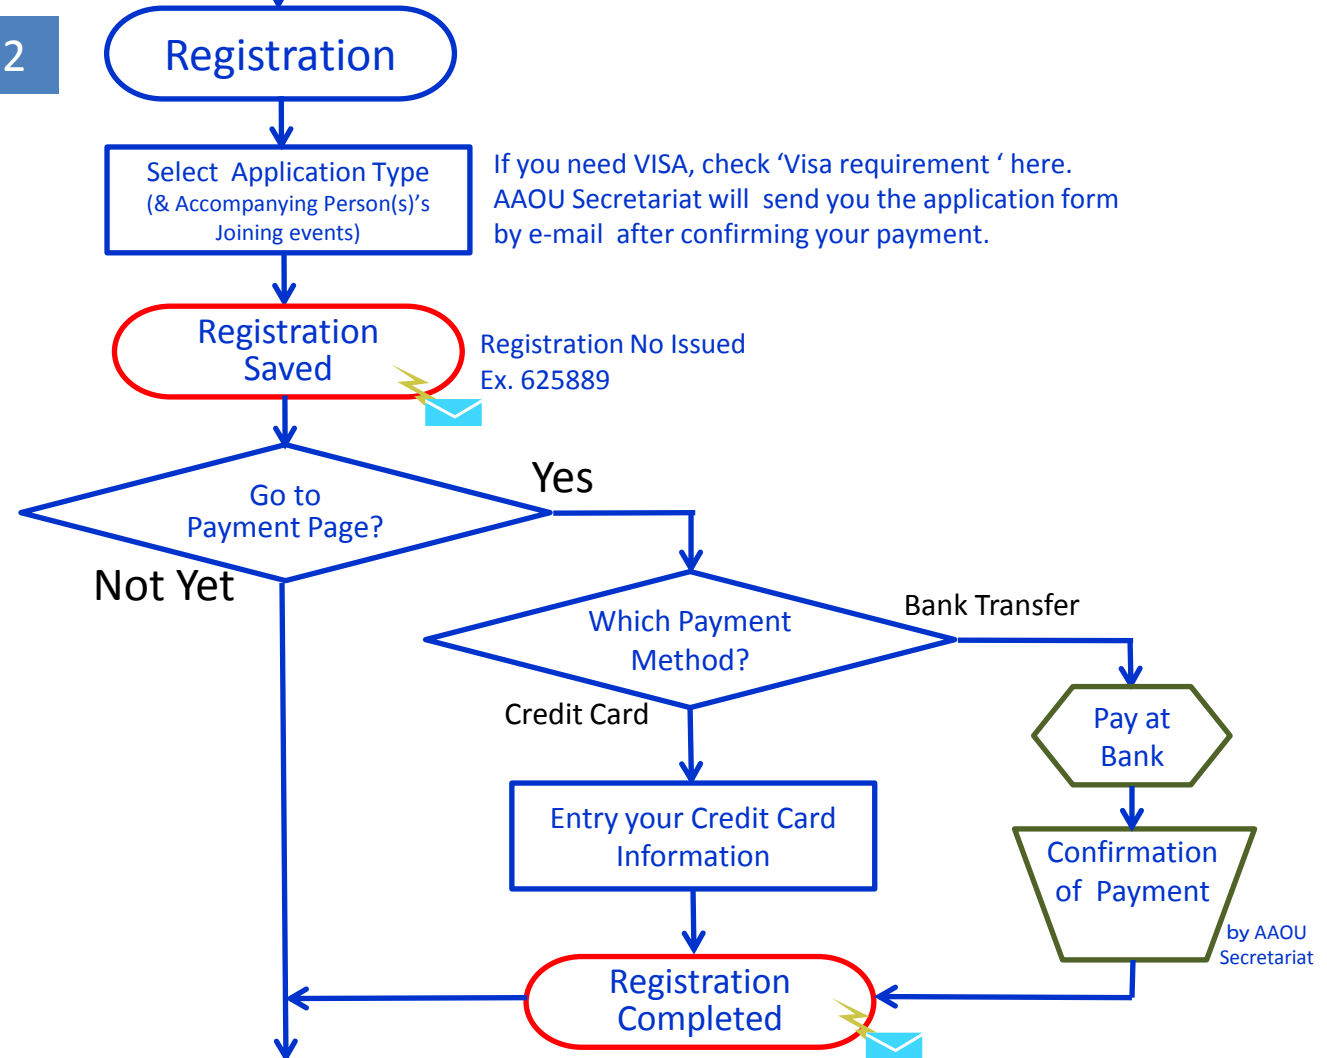 2
Registration
Select Application Type
(& Accompanying Person(s)’s
Joining events)
If you need VISA, check ‘Visa requirement ‘ here.
AAOU Secretariat will send you the application form
by e-mail after confirming your payment.
Registration
Saved
Registration No Issued
Ex. 625889
Go to
Payment Page?
Yes
Not Yet
Which Payment
Method?
Bank Transfer
Credit Card
Pay at
Bank
Entry your Credit Card
Information
Confirmation
of Payment
by AAOU
Secretariat
Registration
Completed